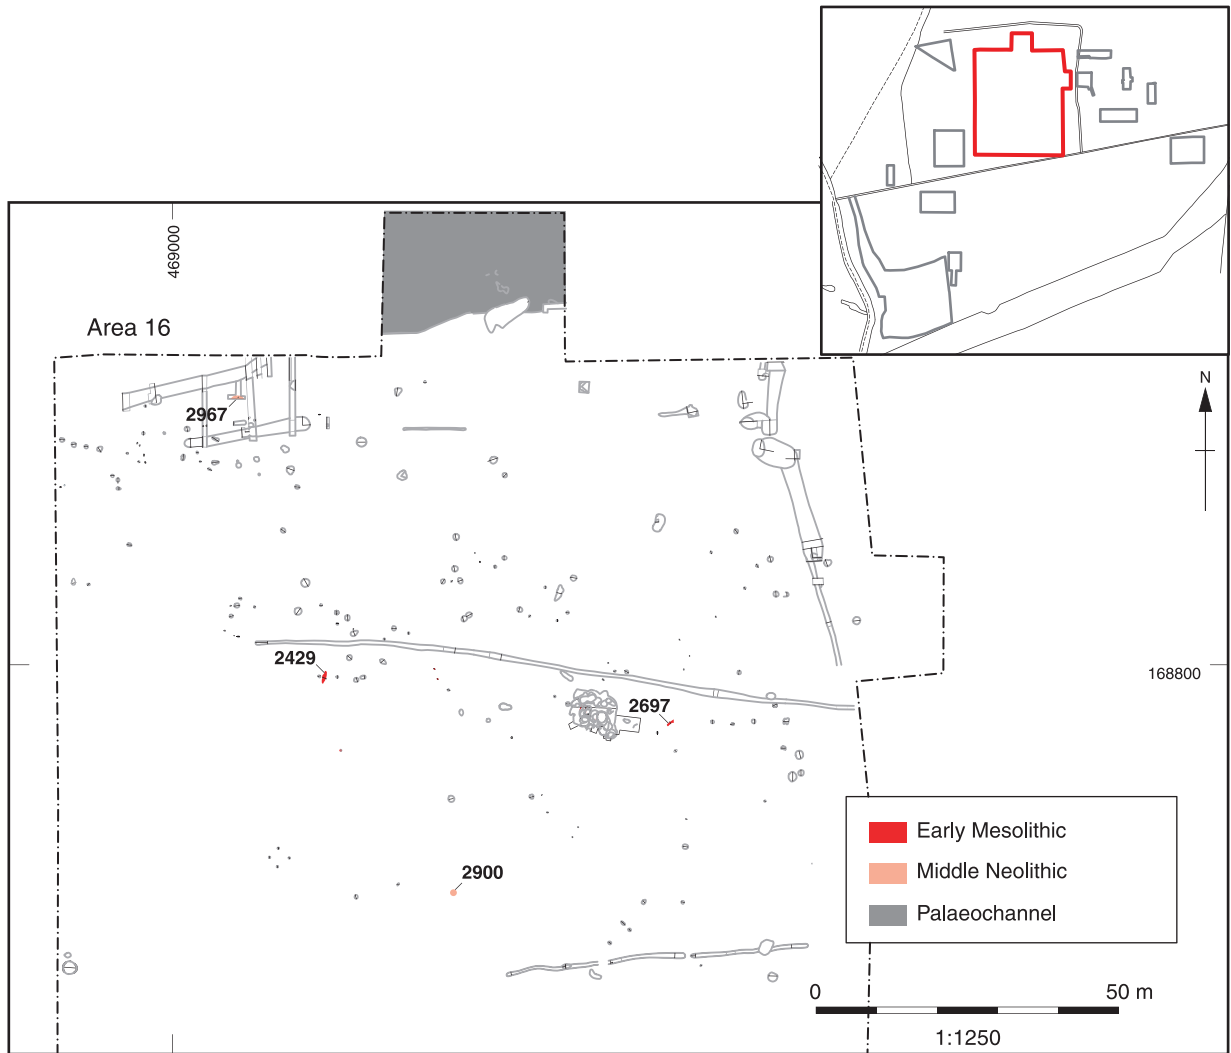 469000
Area 16
N
2967
2429
168800
2697
2900
Early Mesolithic
Middle Neolithic
Palaeochannel
0 50 m
1:1250